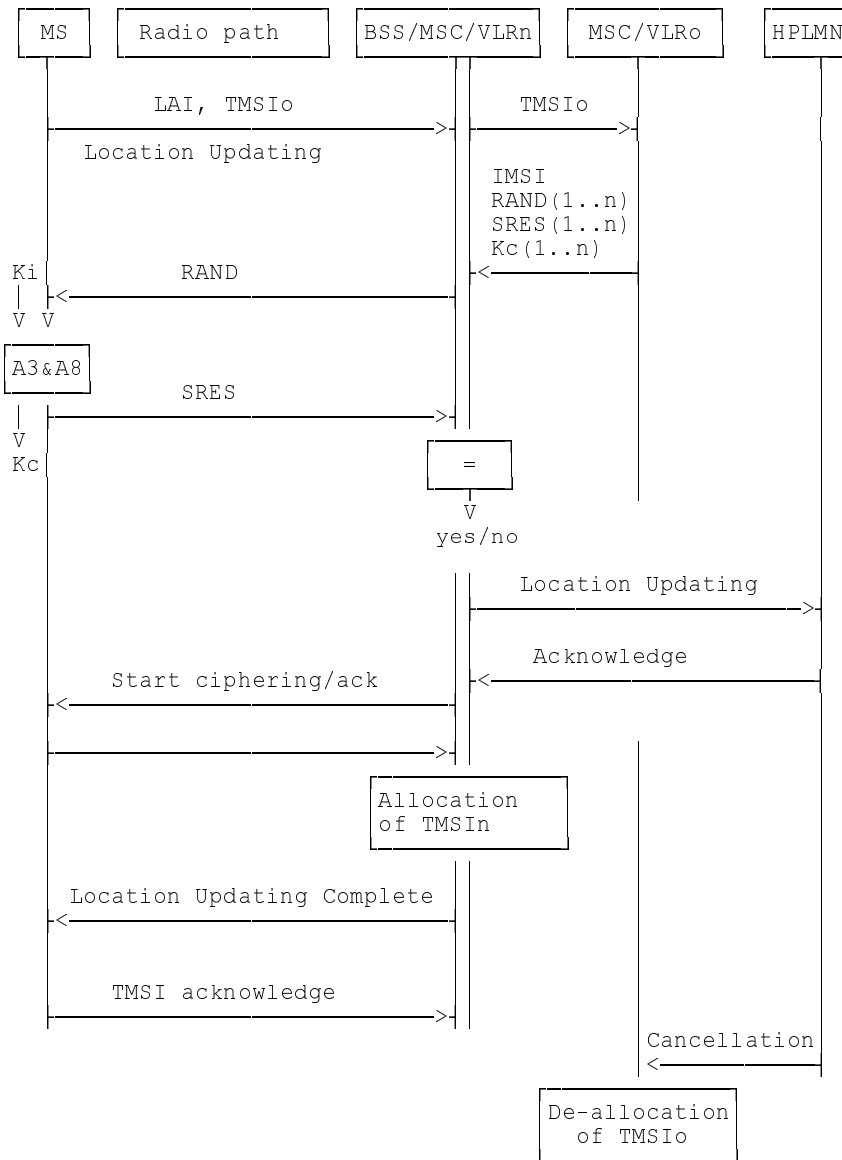 MS Radio path BSS/MSC/VLRn MSC/VLRo HPLMN
LAI, TMSIo TMSIo
Location Updating
IMSI
RAND(1..n)
SRES(1..n)
Kc(1..n)
Ki RAND
V V
A3&A8
SRES
V
Kc
=
V
yes/no
Location Updating
Acknowledge
Start ciphering/ack
Allocation
of TMSIn
Location Updating Complete
TMSI acknowledge
Cancellation
De-allocation
of TMSIo